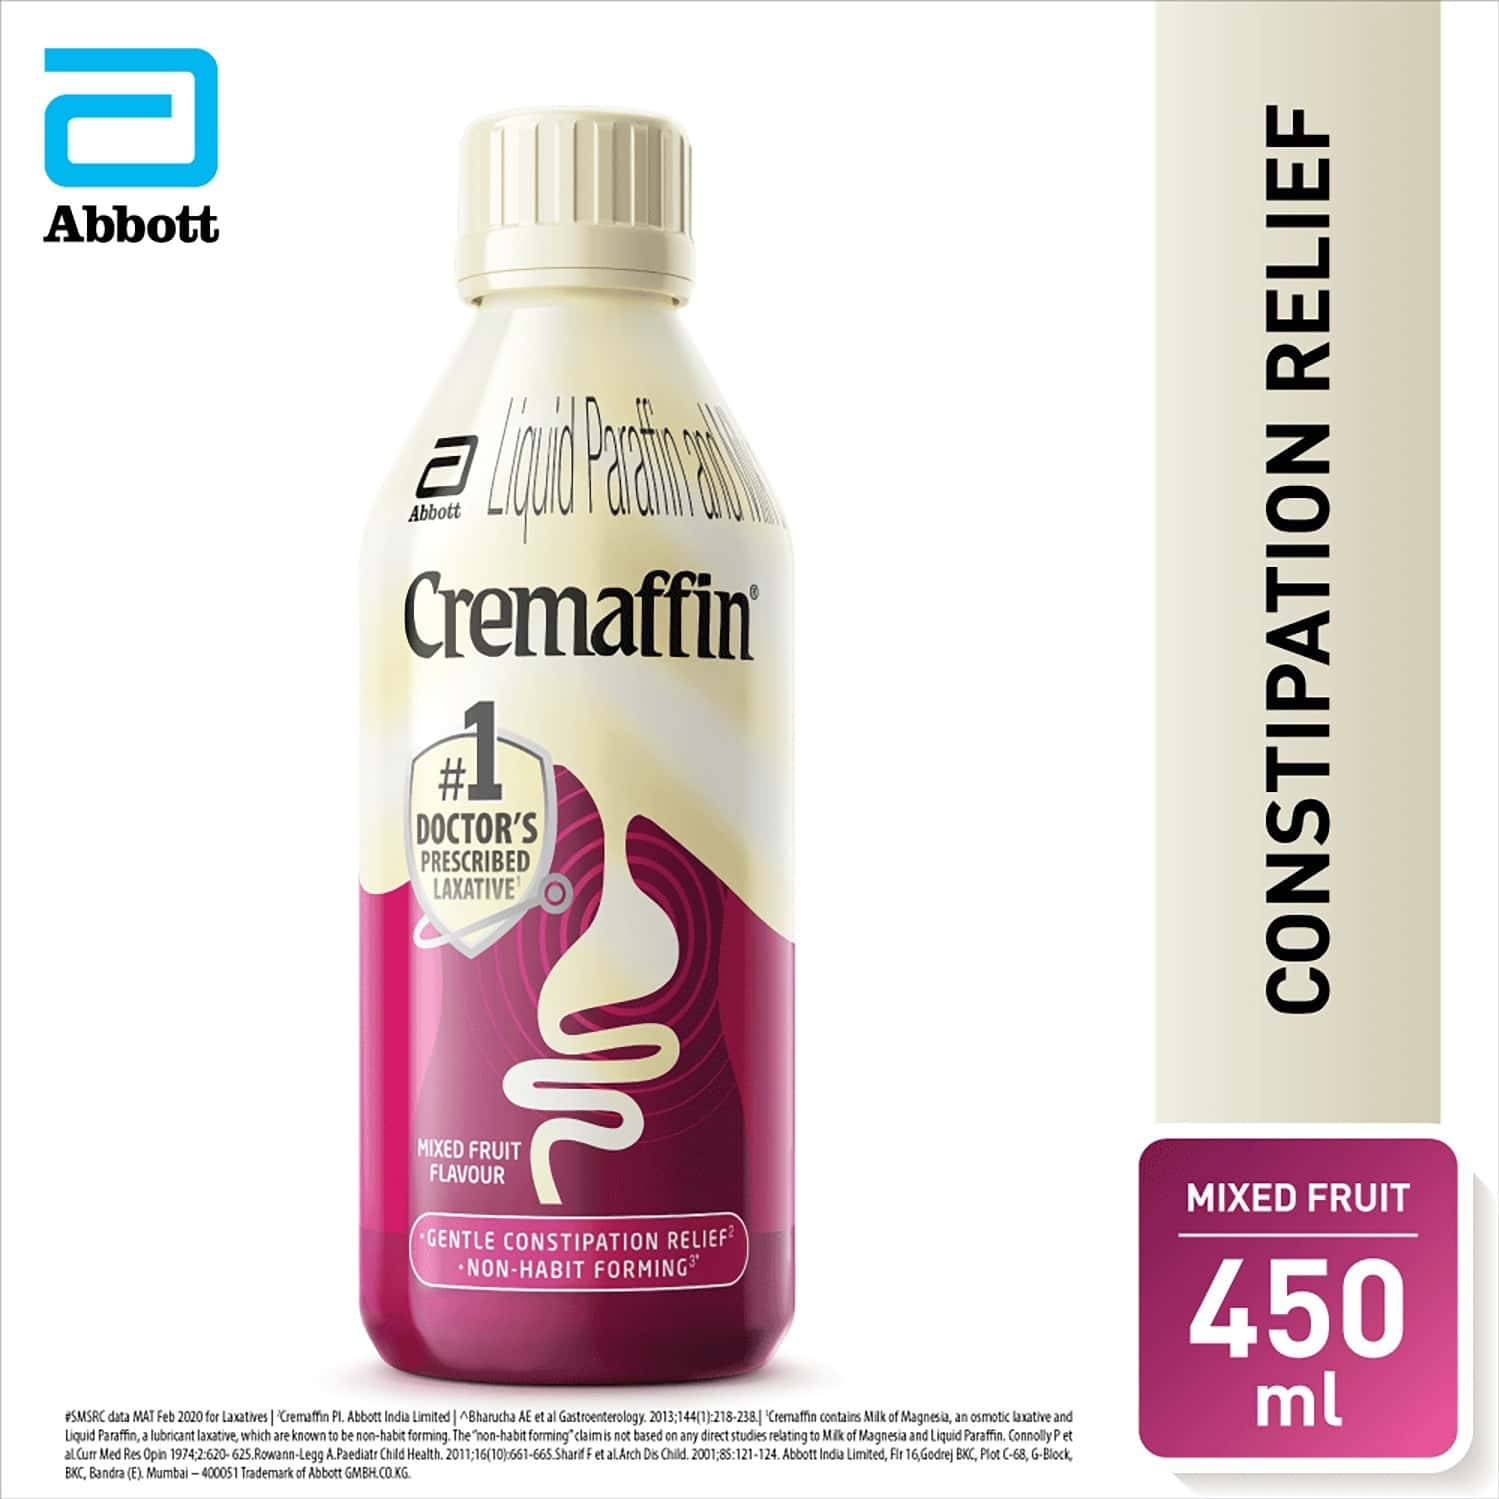 Abbott
Abbott
Liquid Paraffin and
Cremaffin®
#1
DOCTOR'S
PRESCRIBED
LAXATIVE¹
MIXED FRUIT
FLAVOUR
•GENTLE CONSTIPATION RELIEF²
•NON-HABIT FORMING³*
CONSTIPATION RELIEF
MIXED FRUIT
450
ml
#SMSRC data MAT Feb 2020 for Laxatives | ²Cremaffin PI. Abbott India Limited | ^Bharucha AE et al Gastroenterology. 2013;144(1):218-238.| ¹Cremaffin contains Milk of Magnesia, an osmotic laxative and
Liquid Paraffin, a lubricant laxative, which are known to be non-habit forming. The "non-habit forming" claim is not based on any direct studies relating to Milk of Magnesia and Liquid Paraffin. Connolly P et
al.Curr Med Res Opin 1974;2:620- 625.Rowann-Legg A.Paediatr Child Health. 2011;16(10):661-665.Sharif F et al.Arch Dis Child. 2001;85:121-124. Abbott India Limited, Flr 16,Godrej BKC, Plot C-68, G-Block,
BKC, Bandra (E). Mumbai – 400051 Trademark of Abbott GMBH.CO.KG.